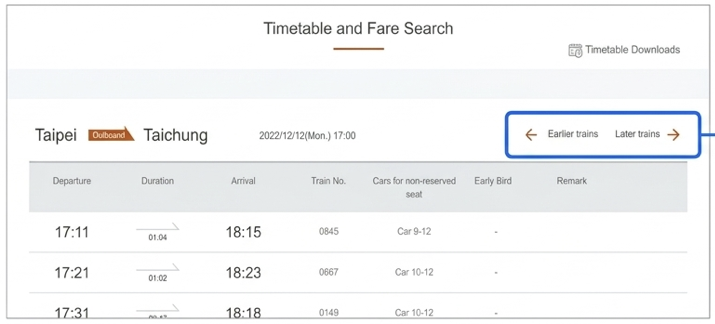 Timetable and Fare Search
Timetable Downloads
Taipei Oolboand Taichung 2022/12/12(Mon.) 17:00 Earlier trains Later trains
Departure Duration Arrival Train No. Cars for non-reserved seat Early Bird Remark
17:11 01:04 18:15 0845 Car 9-12 -
17:21 01:02 18:23 0667 Car 10-12 -
17:31 18:18 0149 Car 10-12 -